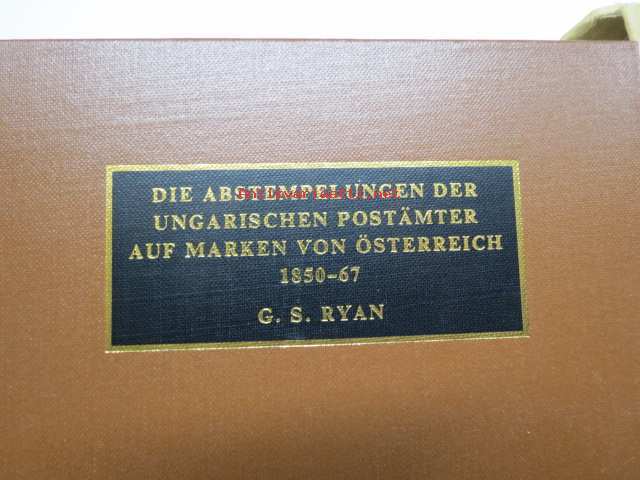 DIE ABSTEMPELUNGEN DER
UNGARISCHEN POSTÄMTER
AUF MARKEN VON ÖSTERREICH
1850-67
G. S. RYAN